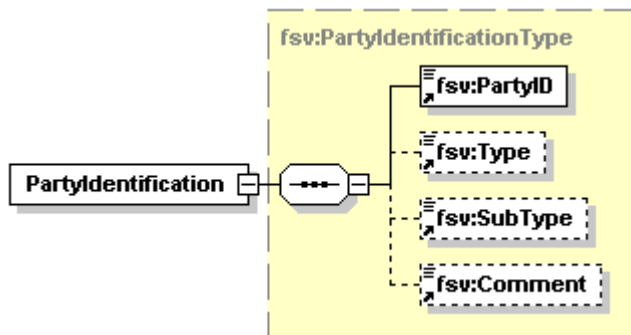 fsv:PartyIdentificationType
fsv:PartyID
fsv:Type
PartyIdentification
fsv:SubType
fsv:Comment